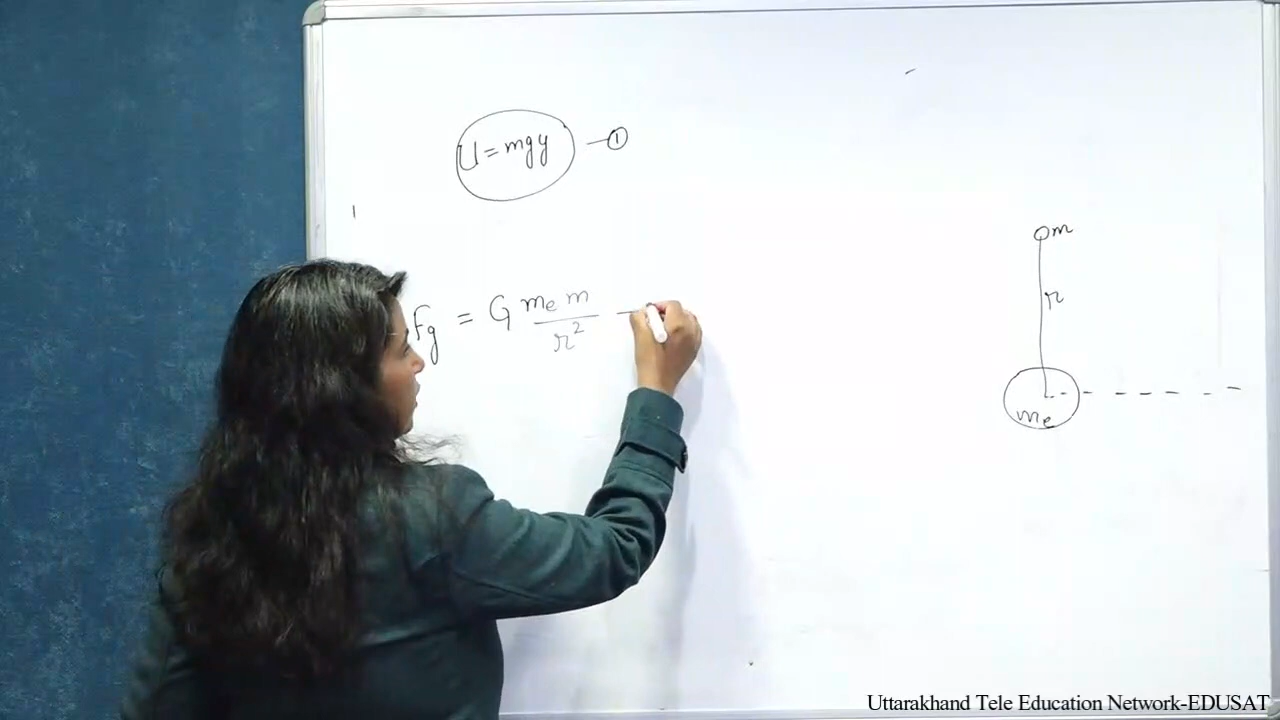 U = mgy — ①
Fg = G mₑ m / r² —
m
r
mₑ
Uttarakhand Tele Education Network-EDUSAT